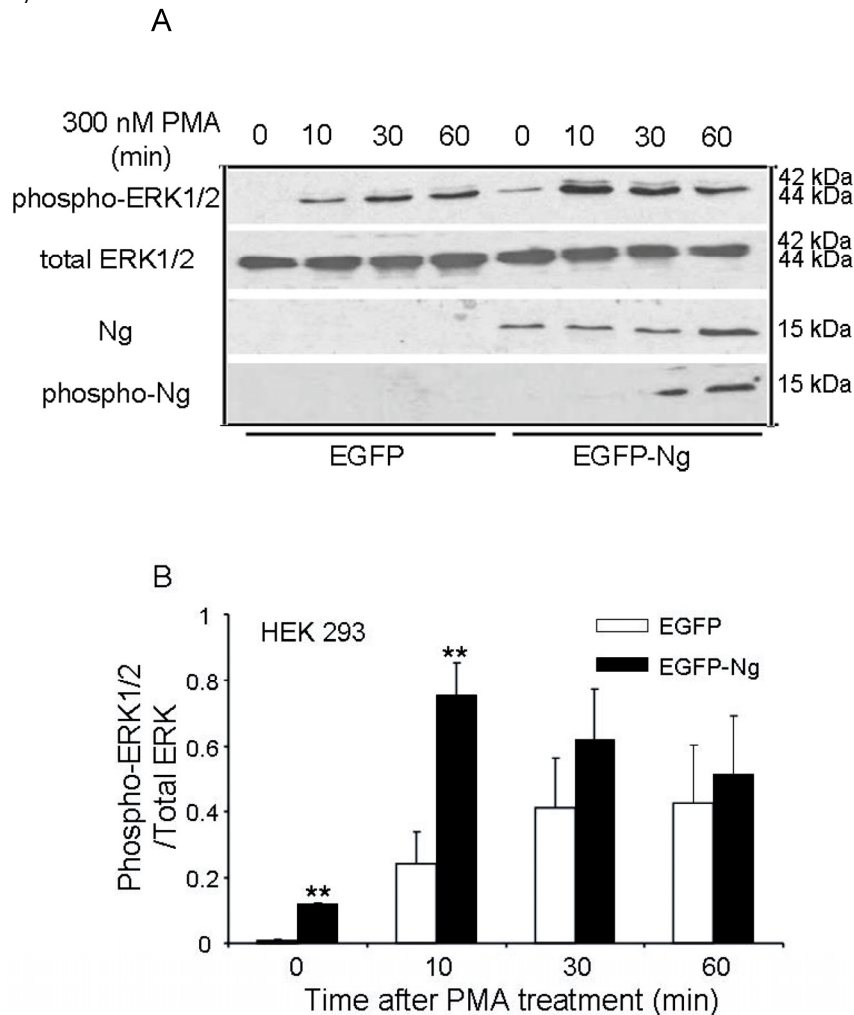 A
300 nM PMA
(min)
0 10 30 60 0 10 30 60
phospho-ERK1/2
42 kDa
44 kDa
total ERK1/2
42 kDa
44 kDa
Ng
15 kDa
phospho-Ng
15 kDa
EGFP
EGFP-Ng
B
HEK 293
EGFP
EGFP-Ng
Phospho-ERK1/2
/Total ERK
1
0.8
0.6
0.4
0.2
0
**
**
0 10 30 60
Time after PMA treatment (min)